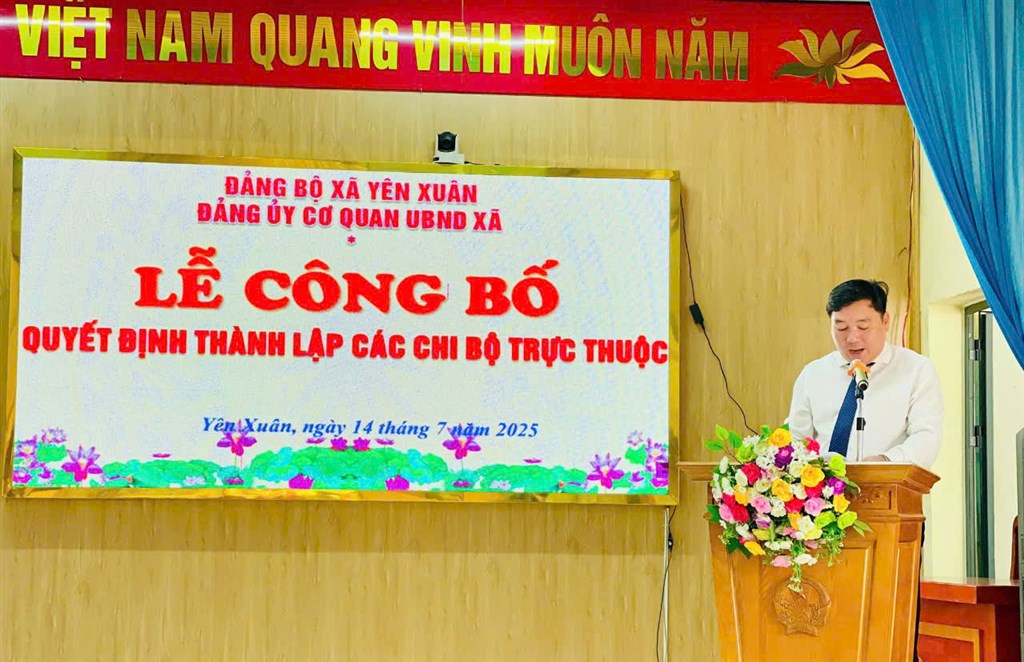 VIỆT NAM QUANG VINH MUÔN NĂM
ĐẢNG BỘ XÃ YÊN XUÂN
ĐẢNG ỦY CƠ QUAN UBND XÃ
*
LỄ CÔNG BỐ
QUYẾT ĐỊNH THÀNH LẬP CÁC CHI BỘ TRỰC THUỘC
Yên Xuân, ngày 14 tháng 7 năm 2025